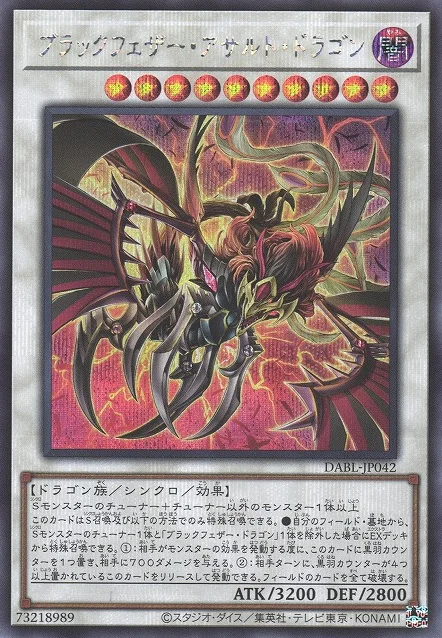 ブラックフェザー・アサルト・ドラゴン
闇
DABL-JP042
【ドラゴン族／シンクロ／効果】
Sモンスターのチューナー＋チューナー以外のモンスター1体以上
このカードはS召喚及び以下の方法でのみ特殊召喚できる。●自分のフィールド・墓地から、
Sモンスターのチューナー1体と「ブラックフェザー・ドラゴン」1体を除外した場合にEXデッキ
から特殊召喚できる。①：相手がモンスターの効果を発動する度に、このカードに黒羽カウン
ターを1つ置き、相手に700ダメージを与える。②：相手ターンに、黒羽カウンターが4つ
以上置かれているこのカードをリリースして発動できる。フィールドのカードを全て破壊する。
ATK/3200 DEF/2800
73218989
©スタジオ・ダイス／集英社・テレビ東京・KONAMI